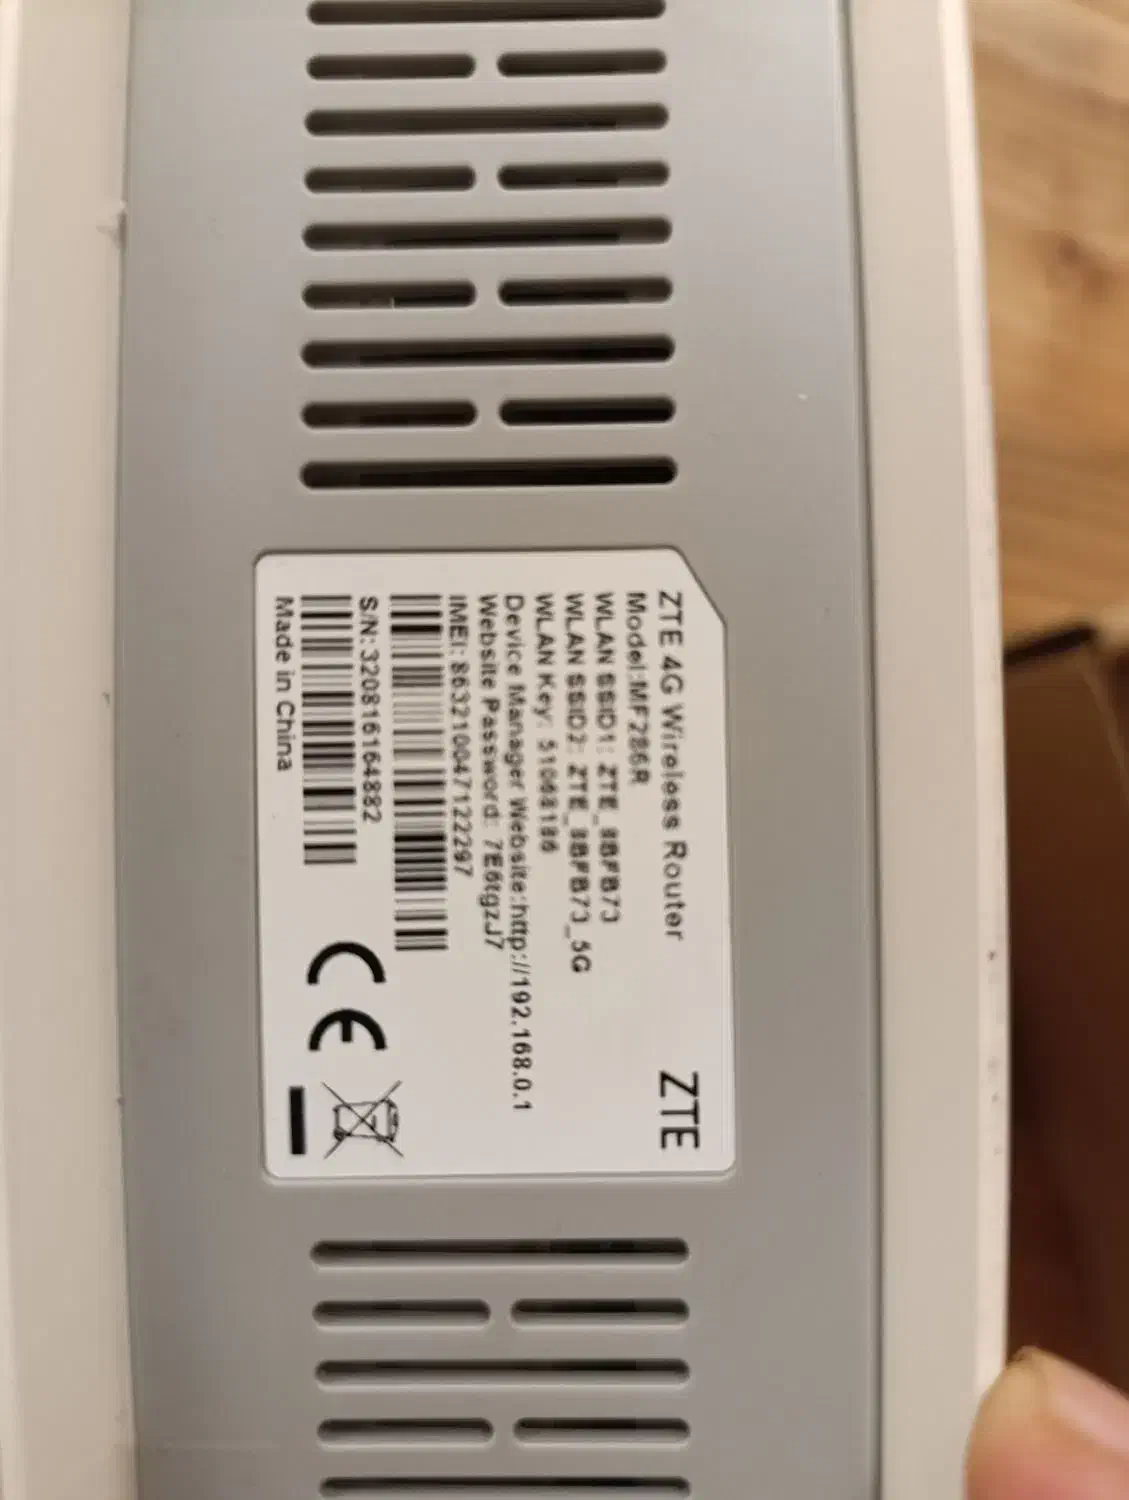 ZTE 4G Wireless Router
ZTE
Model:MF286R
WLAN SSID1: ZTE_8BFB73
WLAN SSID2: ZTE_8BFB73_5G
WLAN Key: 51068186
Device Manager Website:http://192.168.0.1
Website Password: 7E6tgzJ7
IMEI: 863210047122297
S/N: 320816164882
Made in China
CE